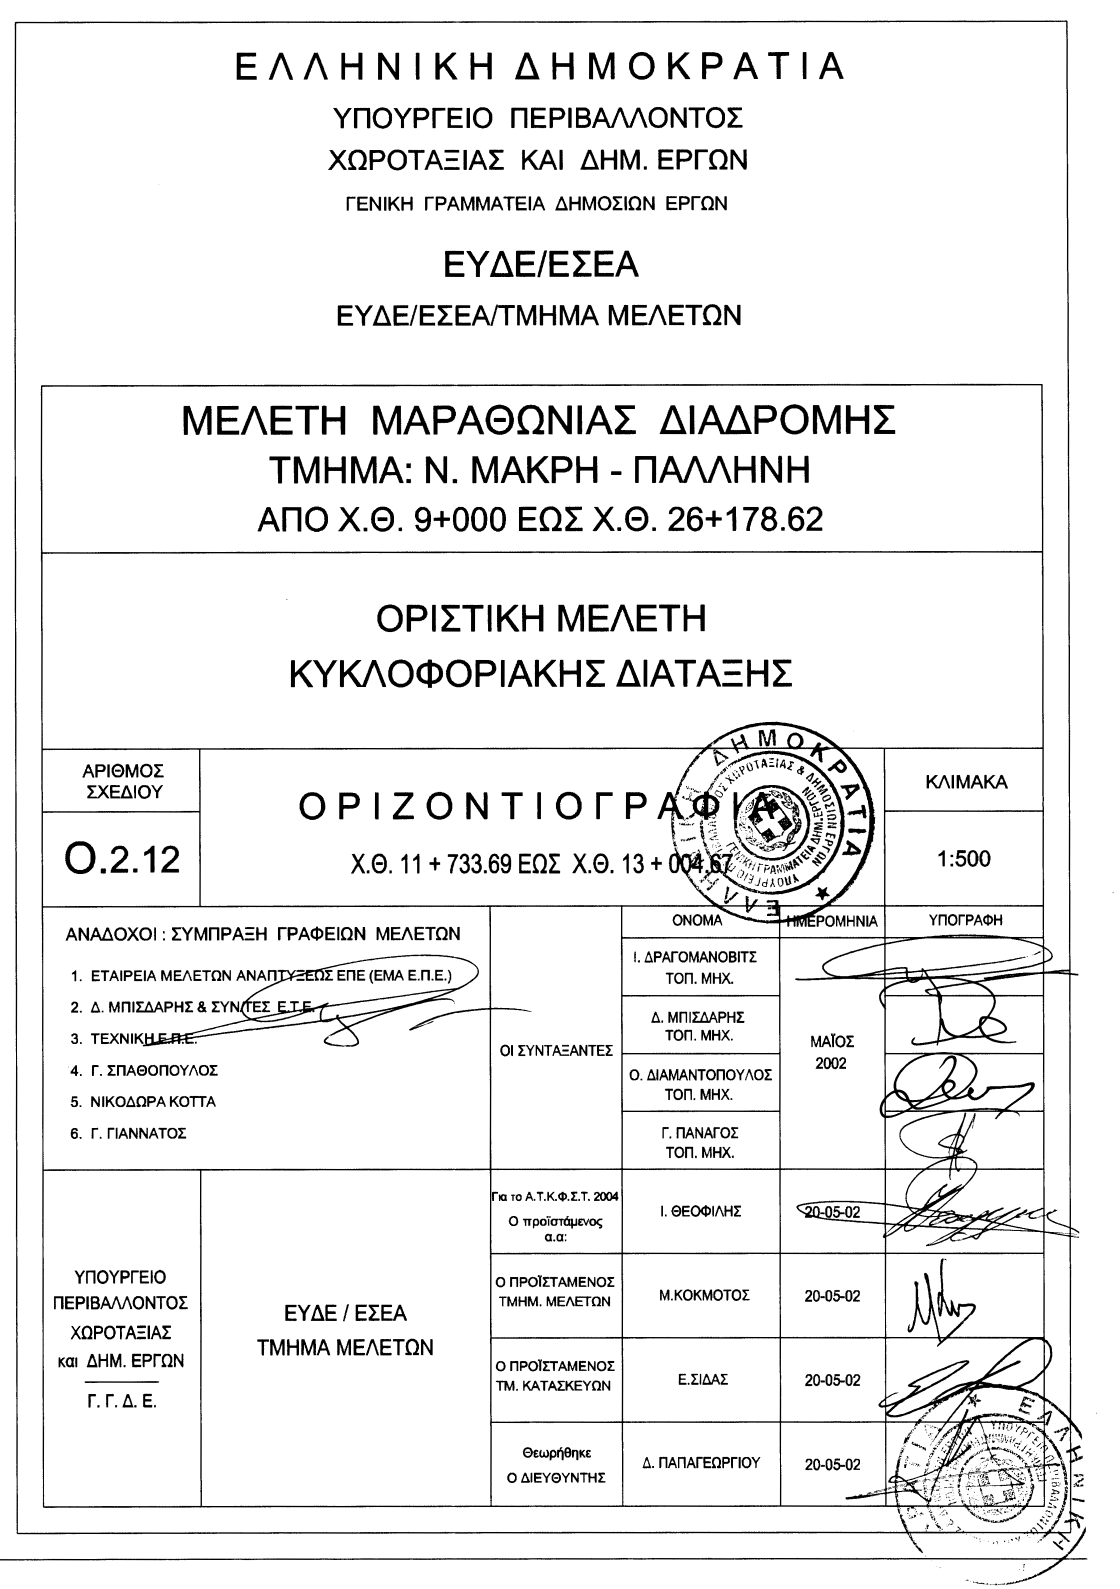 ΕΛΛΗΝΙΚΗ ΔΗΜΟΚΡΑΤΙΑ
ΥΠΟΥΡΓΕΙΟ ΠΕΡΙΒΑΛΛΟΝΤΟΣ
ΧΩΡΟΤΑΞΙΑΣ ΚΑΙ ΔΗΜ. ΕΡΓΩΝ
ΓΕΝΙΚΗ ΓΡΑΜΜΑΤΕΙΑ ΔΗΜΟΣΙΩΝ ΕΡΓΩΝ
ΕΥΔΕ/ΕΣΕΑ
ΕΥΔΕ/ΕΣΕΑ/ΤΜΗΜΑ ΜΕΛΕΤΩΝ
ΜΕΛΕΤΗ ΜΑΡΑΘΩΝΙΑΣ ΔΙΑΔΡΟΜΗΣ
ΤΜΗΜΑ: Ν. ΜΑΚΡΗ - ΠΑΛΛΗΝΗ
ΑΠΟ Χ.Θ. 9+000 ΕΩΣ Χ.Θ. 26+178.62
ΟΡΙΣΤΙΚΗ ΜΕΛΕΤΗ
ΚΥΚΛΟΦΟΡΙΑΚΗΣ ΔΙΑΤΑΞΗΣ
ΑΡΙΘΜΟΣ
ΣΧΕΔΙΟΥ
Ο.2.12
ΟΡΙΖΟΝΤΙΟΓΡΑΦΙΑ
Χ.Θ. 11 + 733.69 ΕΩΣ Χ.Θ. 13 + 004.67
ΚΛΙΜΑΚΑ
1:500
ΕΛΛΗΝΙΚΗ ΔΗΜΟΚΡΑΤΙΑ
ΑΝΑΔΟΧΟΙ : ΣΥΜΠΡΑΞΗ ΓΡΑΦΕΙΩΝ ΜΕΛΕΤΩΝ
1. ΕΤΑΙΡΕΙΑ ΜΕΛΕΤΩΝ ΑΝΑΠΤΥΞΕΩΣ ΕΠΕ (ΕΜΑ Ε.Π.Ε.)
2. Δ. ΜΠΙΣΔΑΡΗΣ & ΣΥΝ/ΤΕΣ Ε.Τ.Ε.
3. ΤΕΧΝΙΚΗ Ε.Π.Ε.
4. Γ. ΣΠΑΘΟΠΟΥΛΟΣ
5. ΝΙΚΟΔΩΡΑ ΚΟΤΤΑ
6. Γ. ΓΙΑΝΝΑΤΟΣ
ΟΙ ΣΥΝΤΑΞΑΝΤΕΣ
ΟΝΟΜΑ
ΗΜΕΡΟΜΗΝΙΑ
ΥΠΟΓΡΑΦΗ
Ι. ΔΡΑΓΟΜΑΝΟΒΙΤΣ
ΤΟΠ. ΜΗΧ.
Δ. ΜΠΙΣΔΑΡΗΣ
ΤΟΠ. ΜΗΧ.
Ο. ΔΙΑΜΑΝΤΟΠΟΥΛΟΣ
ΤΟΠ. ΜΗΧ.
Γ. ΠΑΝΑΓΟΣ
ΤΟΠ. ΜΗΧ.
ΜΑΪΟΣ
2002
ΥΠΟΥΡΓΕΙΟ
ΠΕΡΙΒΑΛΛΟΝΤΟΣ
ΧΩΡΟΤΑΞΙΑΣ
και ΔΗΜ. ΕΡΓΩΝ
Γ. Γ. Δ. Ε.
ΕΥΔΕ / ΕΣΕΑ
ΤΜΗΜΑ ΜΕΛΕΤΩΝ
Για το Α.Τ.Κ.Φ.Σ.Τ. 2004
Ο προϊστάμενος
α.α:
Ι. ΘΕΟΦΙΛΗΣ
20-05-02
Ο ΠΡΟΪΣΤΑΜΕΝΟΣ
ΤΜΗΜ. ΜΕΛΕΤΩΝ
Μ.ΚΟΚΜΟΤΟΣ
20-05-02
Ο ΠΡΟΪΣΤΑΜΕΝΟΣ
ΤΜ. ΚΑΤΑΣΚΕΥΩΝ
Ε.ΣΙΔΑΣ
20-05-02
Θεωρήθηκε
Ο ΔΙΕΥΘΥΝΤΗΣ
Δ. ΠΑΠΑΓΕΩΡΓΙΟΥ
20-05-02
ΕΛΛΗΝΙΚΗ